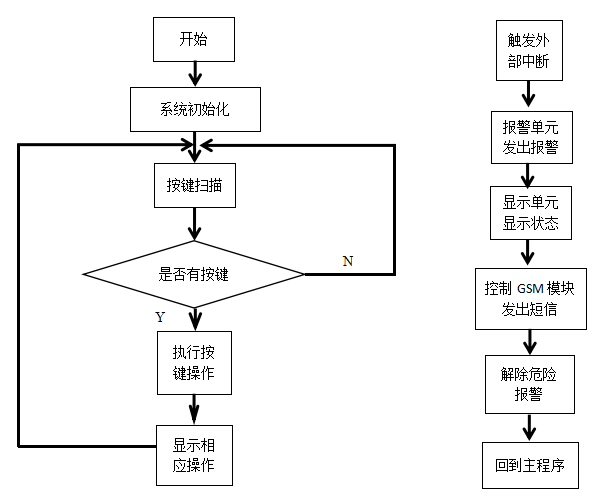 开始
系统初始化
按键扫描
是否有按键
N
Y
执行按
键操作
显示相
应操作
触发外
部中断
报警单元
发出报警
显示单元
显示状态
控制 GSM 模块
发出短信
解除危险
报警
回到主程序